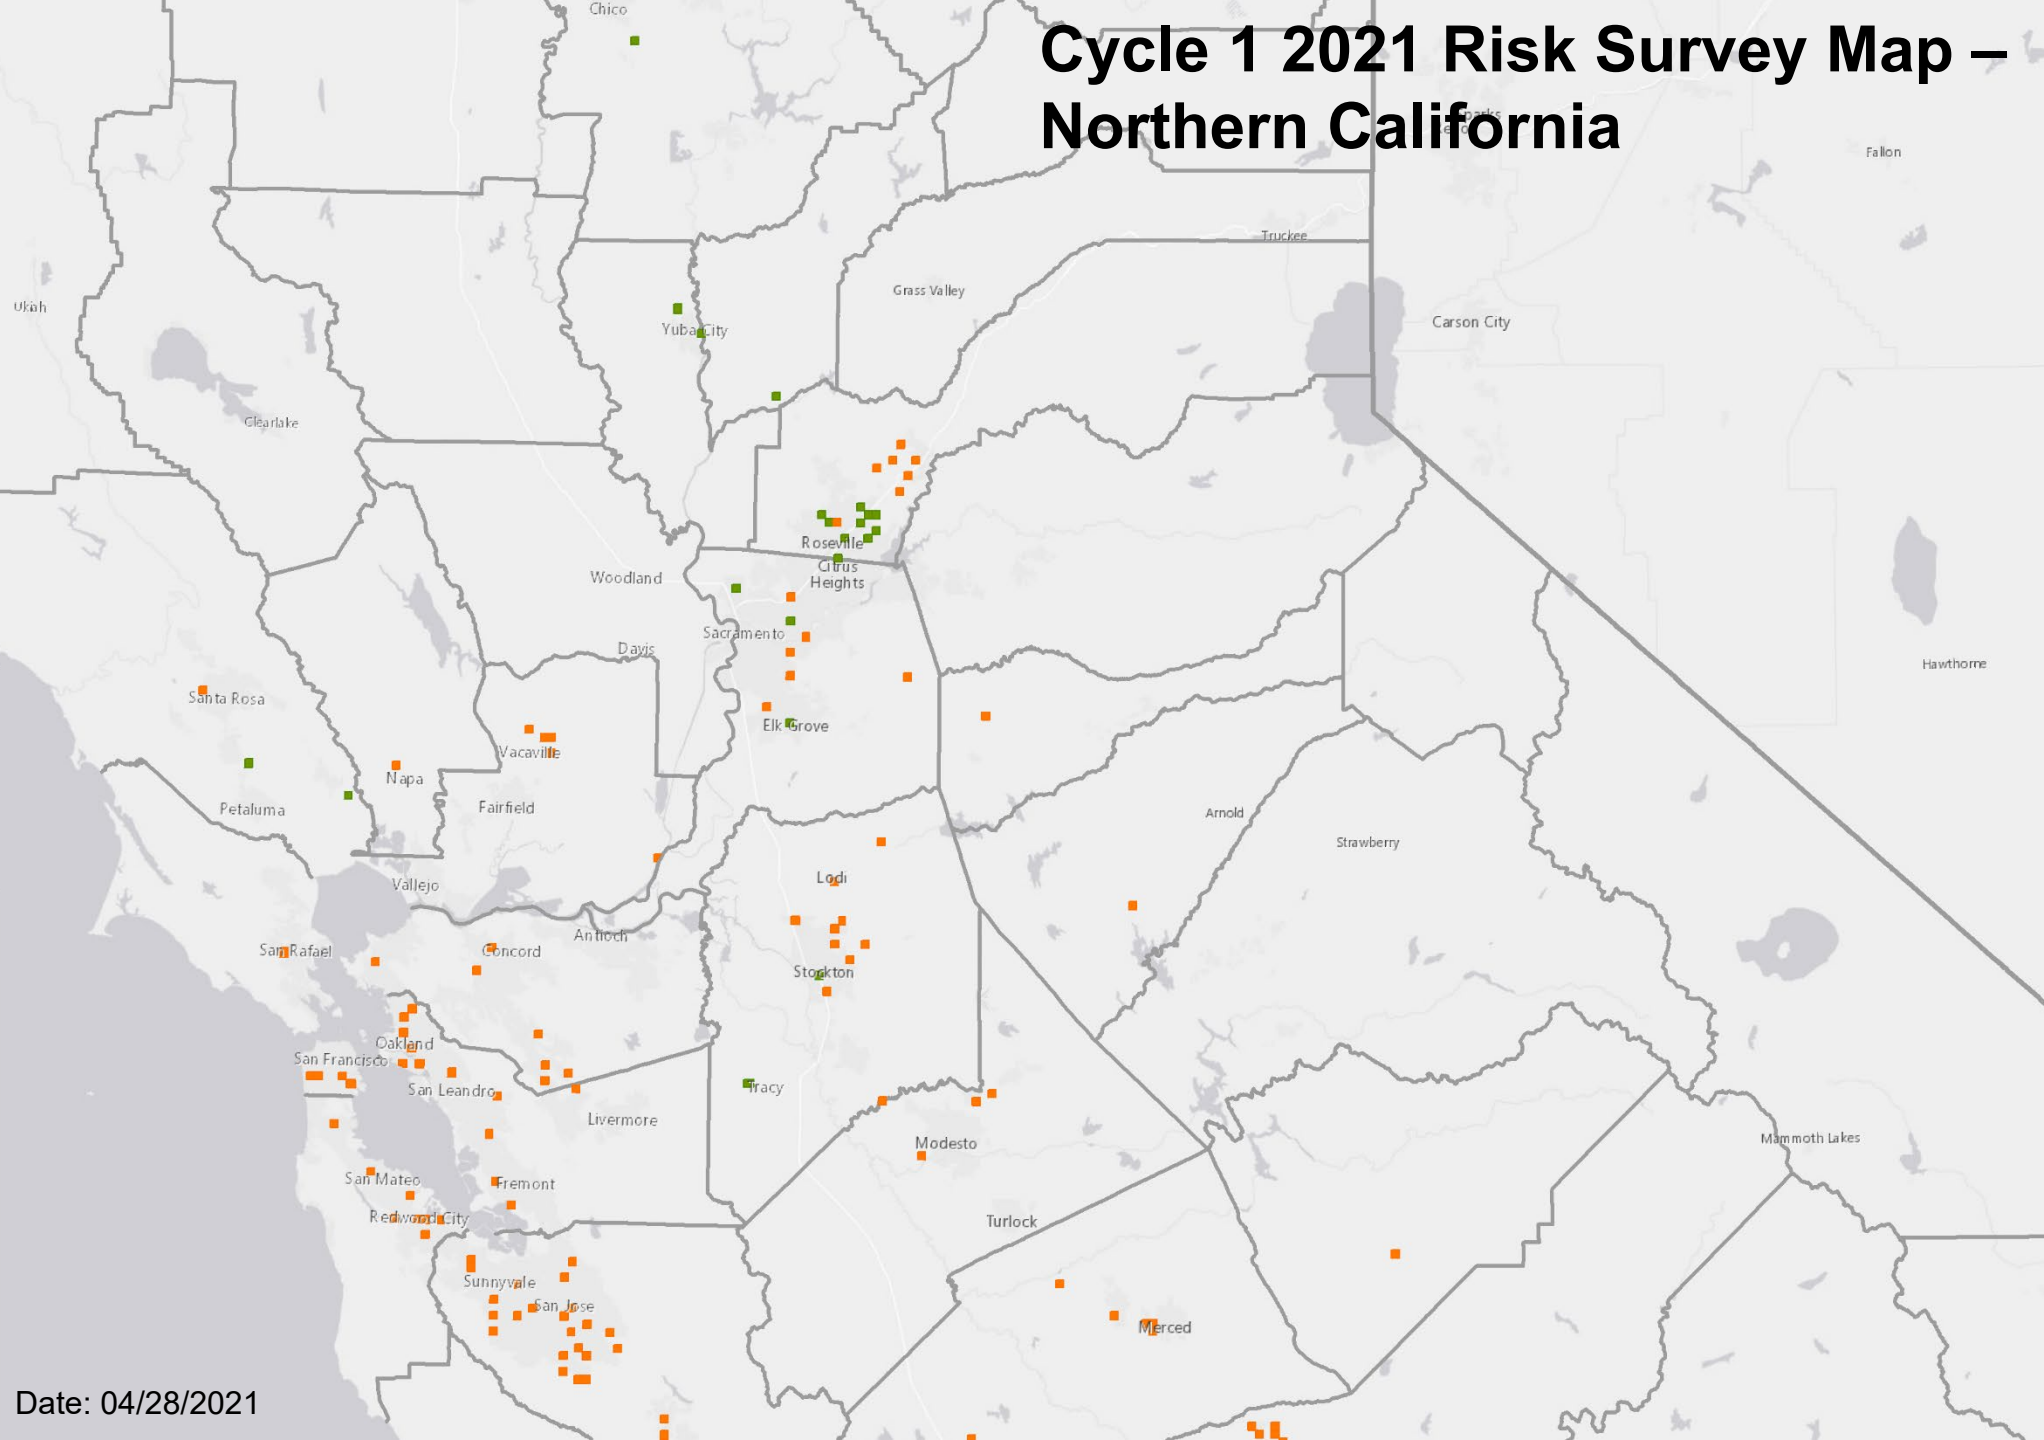 Chico
Cycle 1 2021 Risk Survey Map –
Northern California
Sparks
Fallon
Truckee
Grass Valley
Ukiah
Carson City
Yuba City
Clearlake
Roseville
Citrus
Heights
Woodland
Sacramento
Davis
Hawthorne
Santa Rosa
Elk Grove
Vacaville
Napa
Fairfield
Petaluma
Arnold
Strawberry
Lodi
Vallejo
Antioch
San Rafael
Concord
Stockton
Oakland
San Francisco
San Leandro
Tracy
Livermore
Modesto
Mammoth Lakes
San Mateo
Fremont
Redwood City
Turlock
Sunnyvale
San Jose
Merced
Date: 04/28/2021